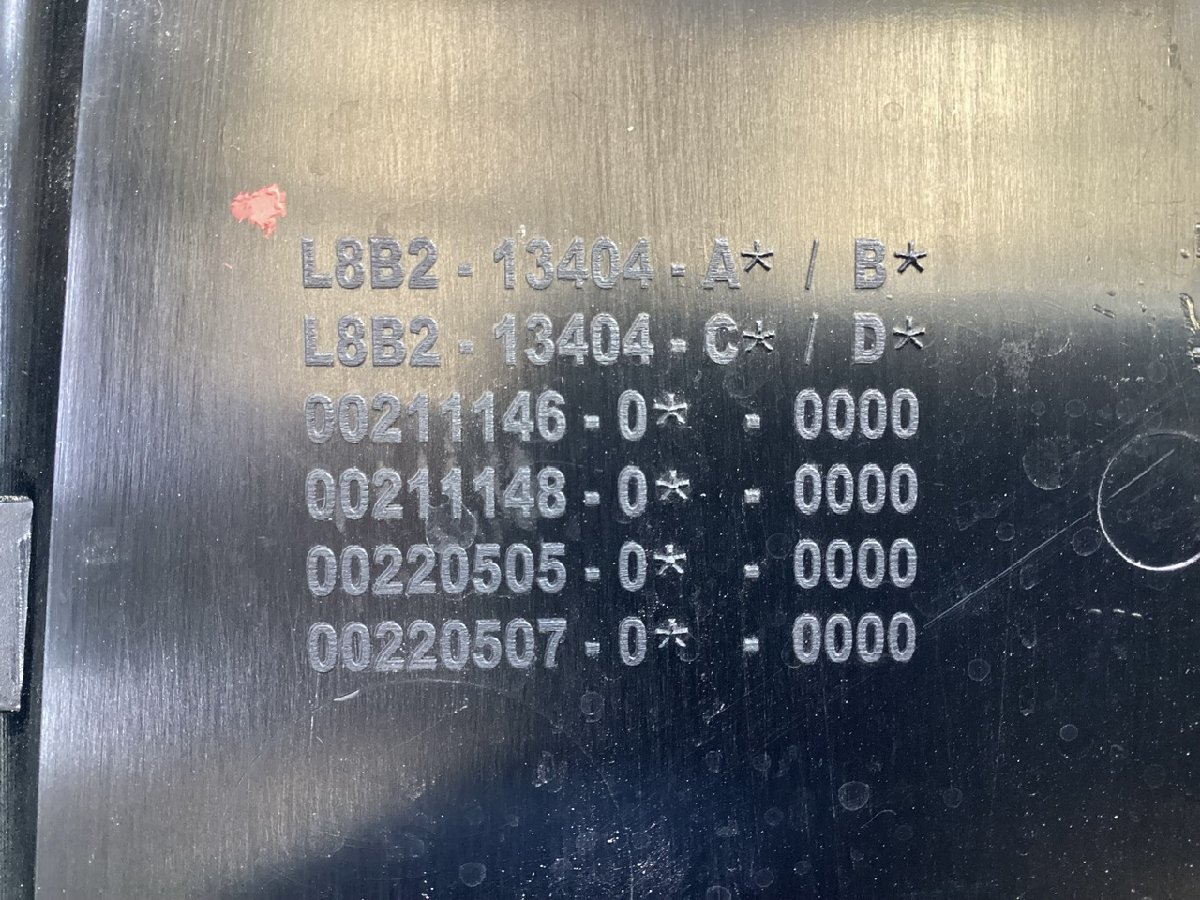 L8B2 - 13404 - A* / B*
L8B2 - 13404 - C* / D*
00211146 - 0* - 0000
00211148 - 0* - 0000
00220505 - 0* - 0000
00220507 - 0* - 0000